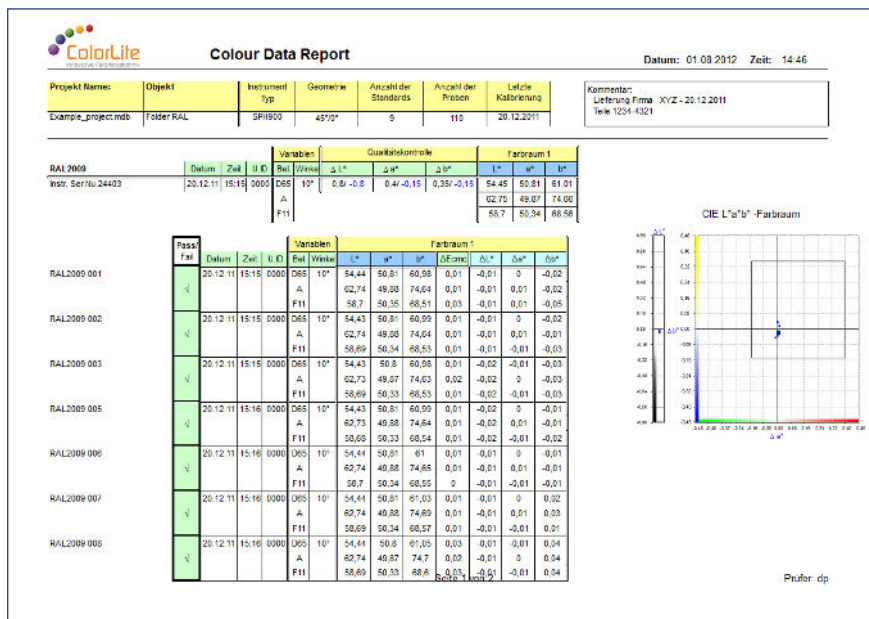 ColorLite
Colour Data Report
Datum: 01.08.2012 Zeit: 14:46
Projekt Name: Objekt Instrument Typ Geometrie Anzahl der Standards Anzahl der Proben Letzte Kalibrierung
Example_project.mdb Folder RAL SPH900 45°/0° 9 110 20.12.2011
Kommentar:
Lieferung Firma XYZ - 20.12.2011
Teile 1234-4321
Variablen Qualitätskontrolle Farbraum 1
RAL2009 Datum Zeit U.ID Bel. Winkel Δ L* Δ a* Δ b* L* a* b*
Instr. Ser.Nu.24403 20.12.11 15:15 0000 D65 10° 0,8/ -0,8 0,4/ -0,15 0,35/ -0,15 54,45 50,81 61,01
A 62,75 49,87 74,66
F11 58,7 50,34 68,56
CIE L*a*b* -Farbraum
Pass/ Fail Variablen Farbraum 1
Datum Zeit U.ID Bel. Winkel L* a* b* ΔEcmc ΔL* Δa* Δb*
RAL2009 001 20.12.11 15:15 0000 D65 10° 54,44 50,81 60,98 0,01 -0,01 0 -0,02
√ A 62,74 49,88 74,64 0,01 -0,01 0,01 -0,02
F11 58,7 50,35 68,51 0,03 -0,01 0,01 -0,05
RAL2009 002 20.12.11 15:15 0000 D65 10° 54,43 50,81 60,99 0,01 -0,01 0 -0,02
√ A 62,74 49,88 74,64 0,01 -0,01 0,01 -0,01
F11 58,69 50,34 68,53 0,01 -0,01 -0,01 -0,03
RAL2009 003 20.12.11 15:15 0000 D65 10° 54,43 50,8 60,98 0,01 -0,02 -0,01 -0,03
√ A 62,73 49,87 74,63 0,02 -0,02 0 -0,03
F11 58,69 50,33 68,53 0,01 -0,02 -0,01 -0,03
RAL2009 005 20.12.11 15:16 0000 D65 10° 54,43 50,81 60,99 0,01 -0,02 0 -0,01
√ A 62,73 49,88 74,64 0,01 -0,02 0,01 -0,02
F11 58,68 50,33 68,54 0,01 -0,02 -0,01 -0,02
RAL2009 006 20.12.11 15:16 0000 D65 10° 54,44 50,81 61 0,01 -0,01 0 -0,01
√ A 62,74 49,88 74,65 0,01 -0,01 0,01 -0,01
F11 58,7 50,34 68,55 0 -0,01 -0,01 -0,01
RAL2009 007 20.12.11 15:16 0000 D65 10° 54,44 50,81 61,03 0,01 -0,01 0 0,02
√ A 62,74 49,88 74,69 0,01 -0,01 0,01 0,03
F11 58,69 50,34 68,57 0,01 -0,01 -0,01 0,01
RAL2009 008 20.12.11 15:16 0000 D65 10° 54,44 50,8 61,05 0,03 -0,01 -0,01 0,04
√ A 62,74 49,87 74,7 0,02 -0,01 0 0,04
F11 58,69 50,33 68,6 0,03 -0,01 -0,01 0,04
Δ L*
Δ b*
Δ a*
Seite 1 von 2
Prüfer: dp